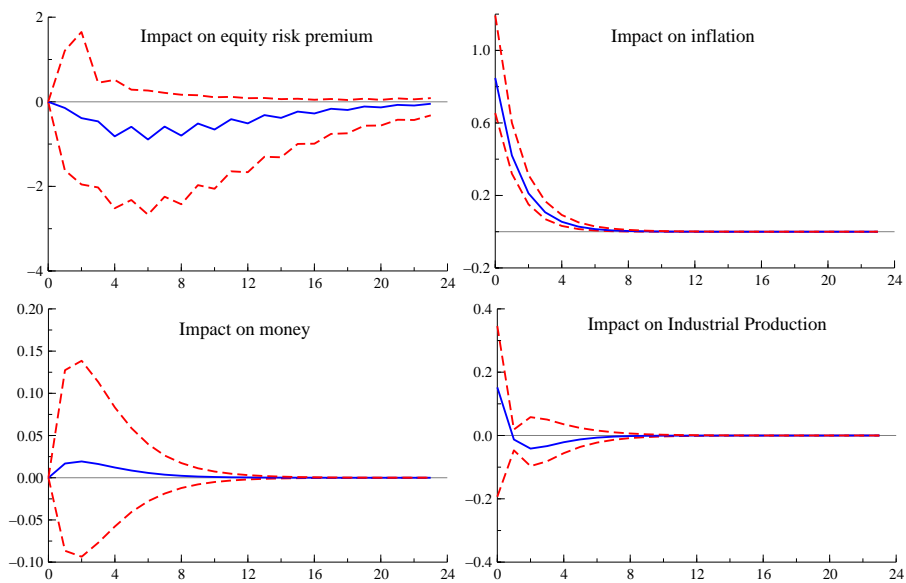 Impact on equity risk premium
2
0
−2
−4
0 4 8 12 16 20 24
Impact on inflation
1.0
0.6
0.2
−0.2
0 4 8 12 16 20 24
Impact on money
0.20
0.15
0.10
0.05
0.00
−0.05
−0.10
0 4 8 12 16 20 24
Impact on Industrial Production
0.4
0.2
0.0
−0.2
−0.4
0 4 8 12 16 20 24